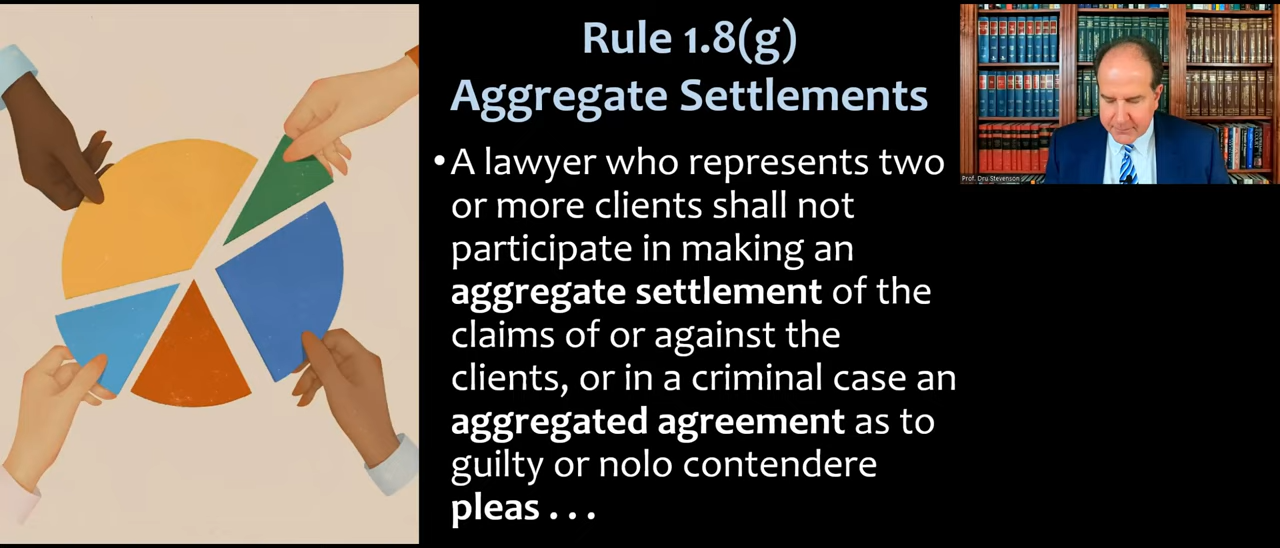 Rule 1.8(g)
Aggregate Settlements
• A lawyer who represents two
or more clients shall not
participate in making an
aggregate settlement of the
claims of or against the
clients, or in a criminal case an
aggregated agreement as to
guilty or nolo contendere
pleas . . .
Prof. Dru Stevenson